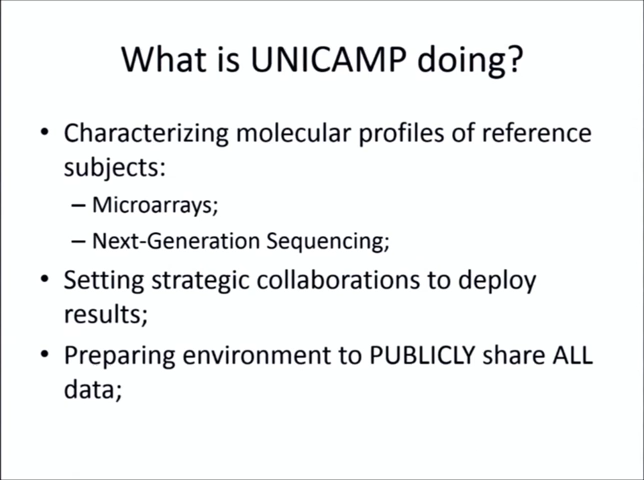 What is UNICAMP doing?
• Characterizing molecular profiles of reference
subjects:
– Microarrays;
– Next-Generation Sequencing;
• Setting strategic collaborations to deploy
results;
• Preparing environment to PUBLICLY share ALL
data;